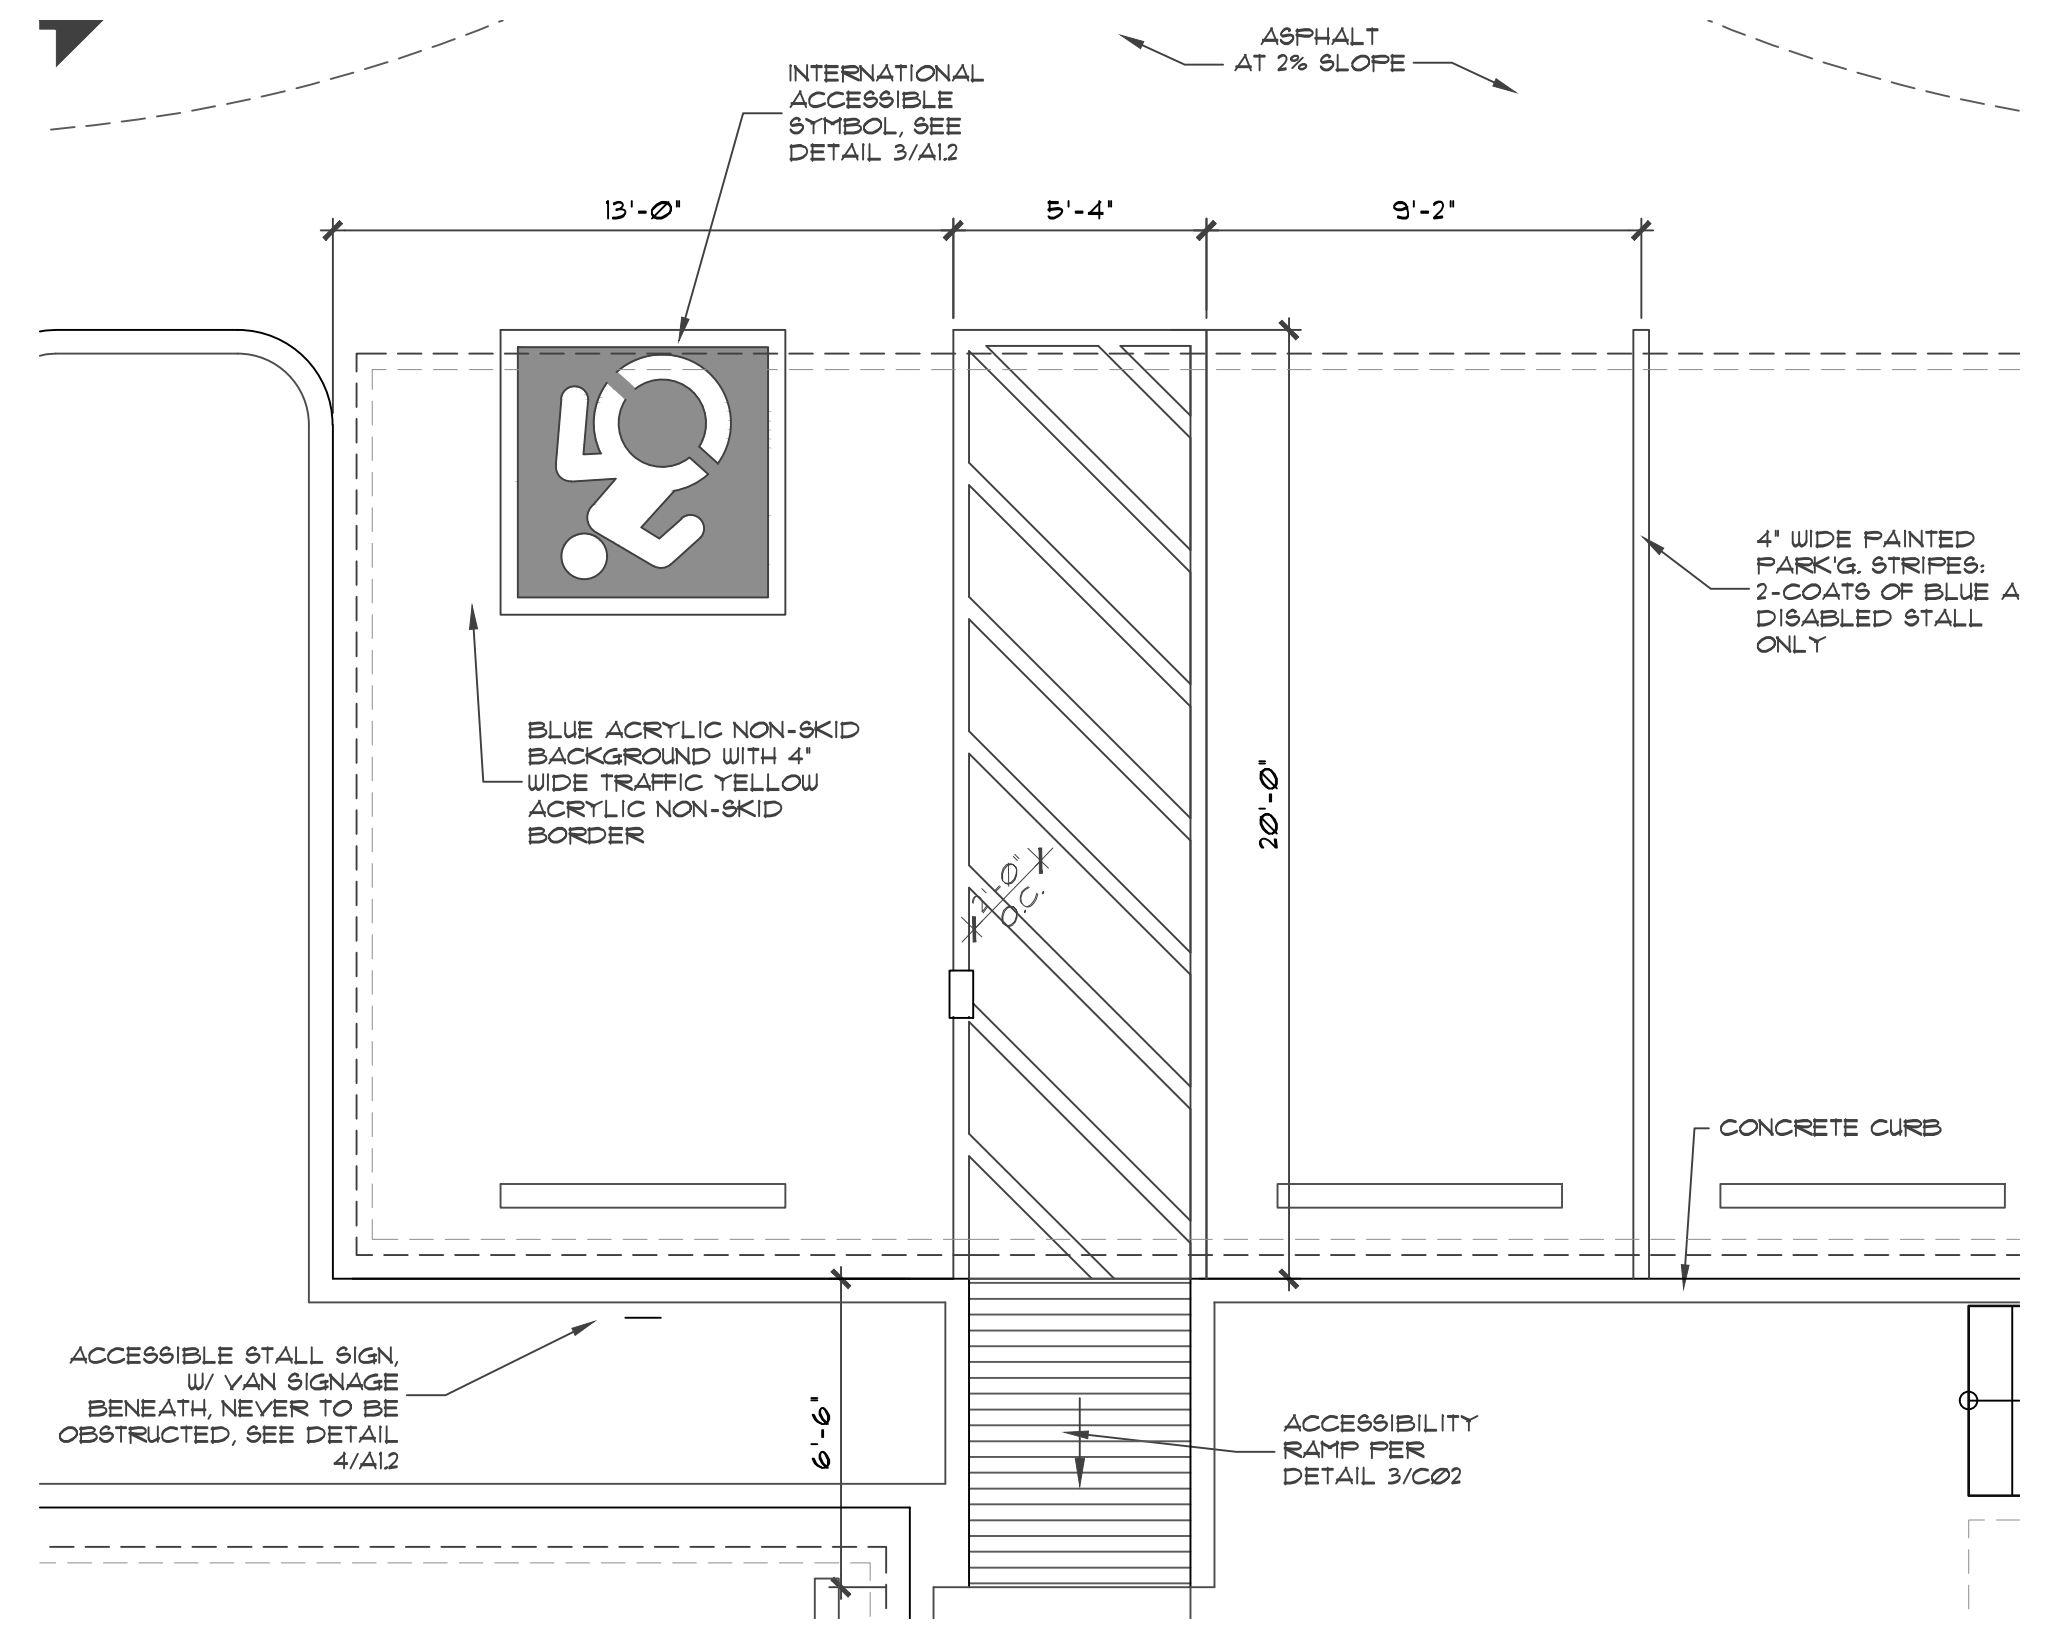 ASPHALT
AT 2% SLOPE
INTERNATIONAL
ACCESSIBLE
SYMBOL, SEE
DETAIL 3/A1.2
13'-0"
5'-4"
9'-2"
4" WIDE PAINTED
PARK'G. STRIPES:
2-COATS OF BLUE A
DISABLED STALL
ONLY
BLUE ACRYLIC NON-SKID
BACKGROUND WITH 4"
WIDE TRAFFIC YELLOW
ACRYLIC NON-SKID
BORDER
20'-0"
2'-0"
O.C.
CONCRETE CURB
ACCESSIBLE STALL SIGN,
W/ VAN SIGNAGE
BENEATH, NEVER TO BE
OBSTRUCTED, SEE DETAIL
4/A1.2
6'-6"
ACCESSIBILITY
RAMP PER
DETAIL 3/C02